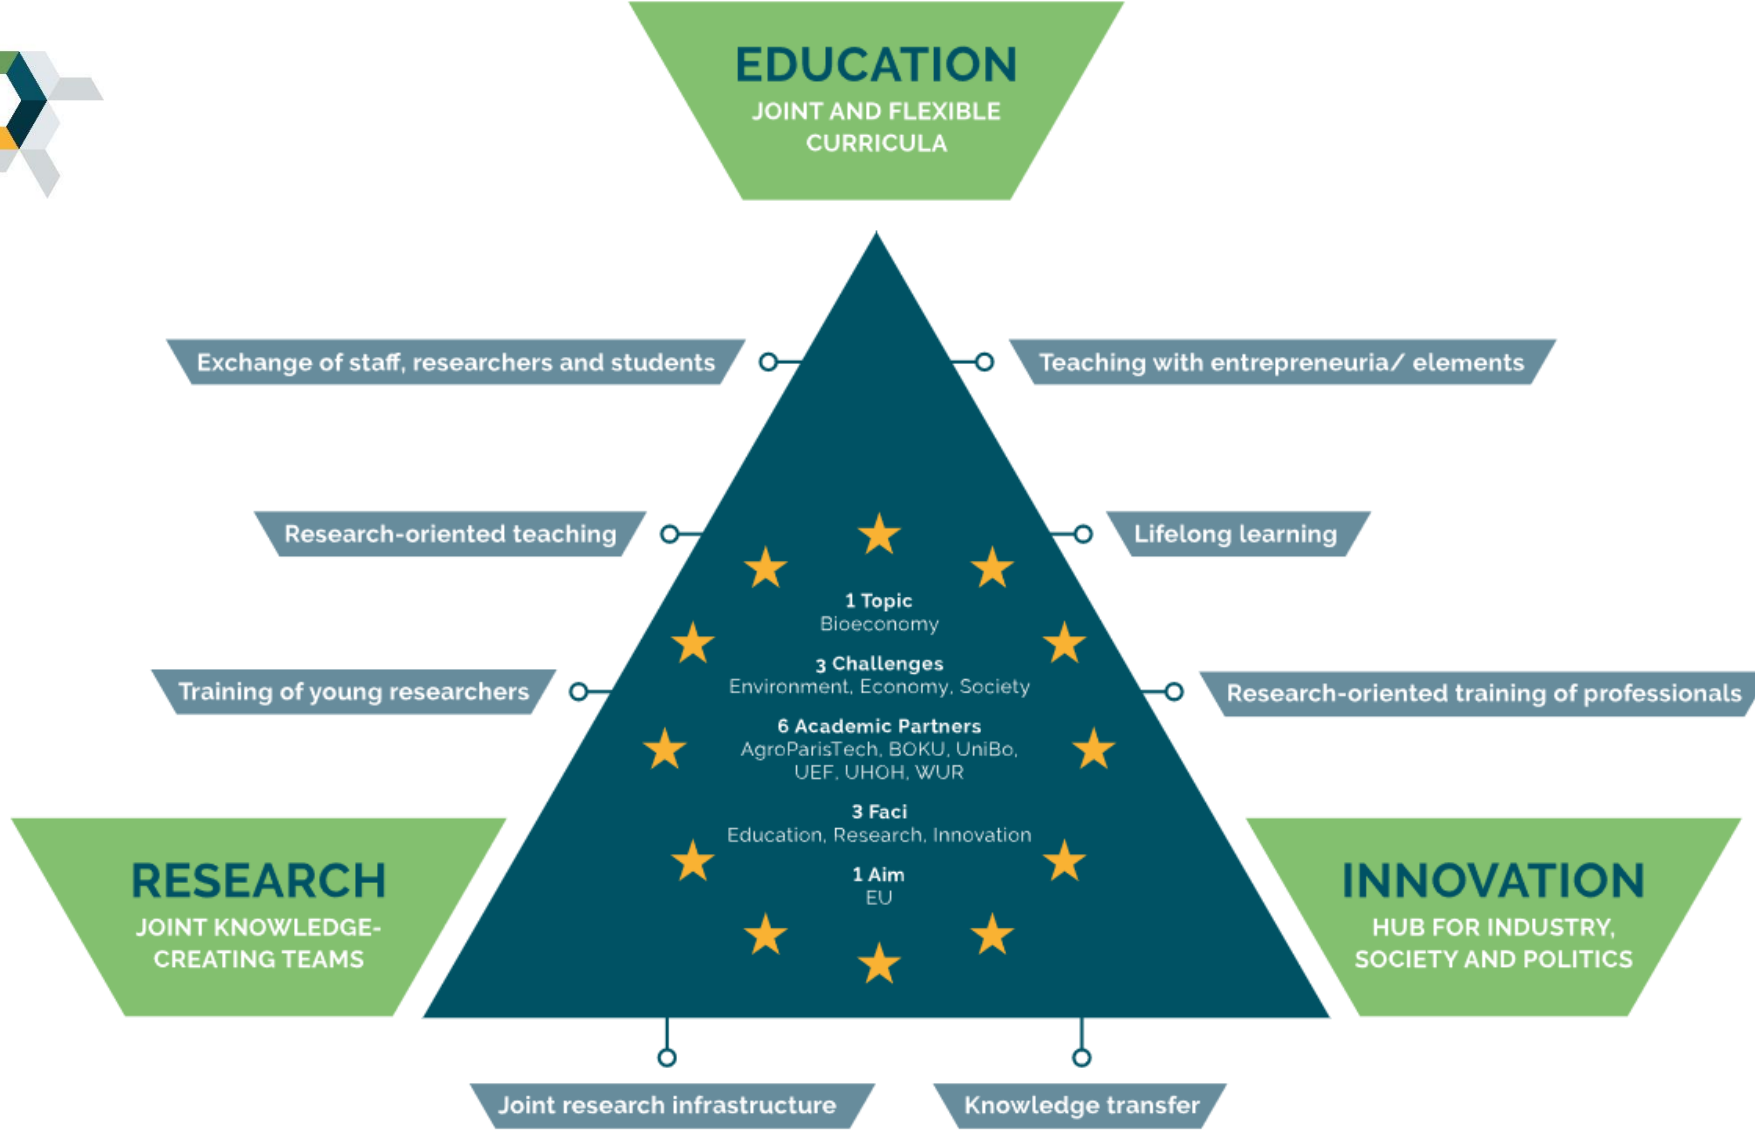 EDUCATION
JOINT AND FLEXIBLE
CURRICULA
Exchange of staff, researchers and students
Teaching with entrepreneuria/ elements
Research-oriented teaching
Lifelong learning
1 Topic
Bioeconomy
3 Challenges
Environment, Economy, Society
Training of young researchers
Research-oriented training of professionals
6 Academic Partners
AgroParisTech, BOKU, UniBo,
UEF, UHOH, WUR
3 Faci
Education, Research, Innovation
1 Aim
EU
RESEARCH
JOINT KNOWLEDGE-
CREATING TEAMS
INNOVATION
HUB FOR INDUSTRY,
SOCIETY AND POLITICS
Joint research infrastructure
Knowledge transfer